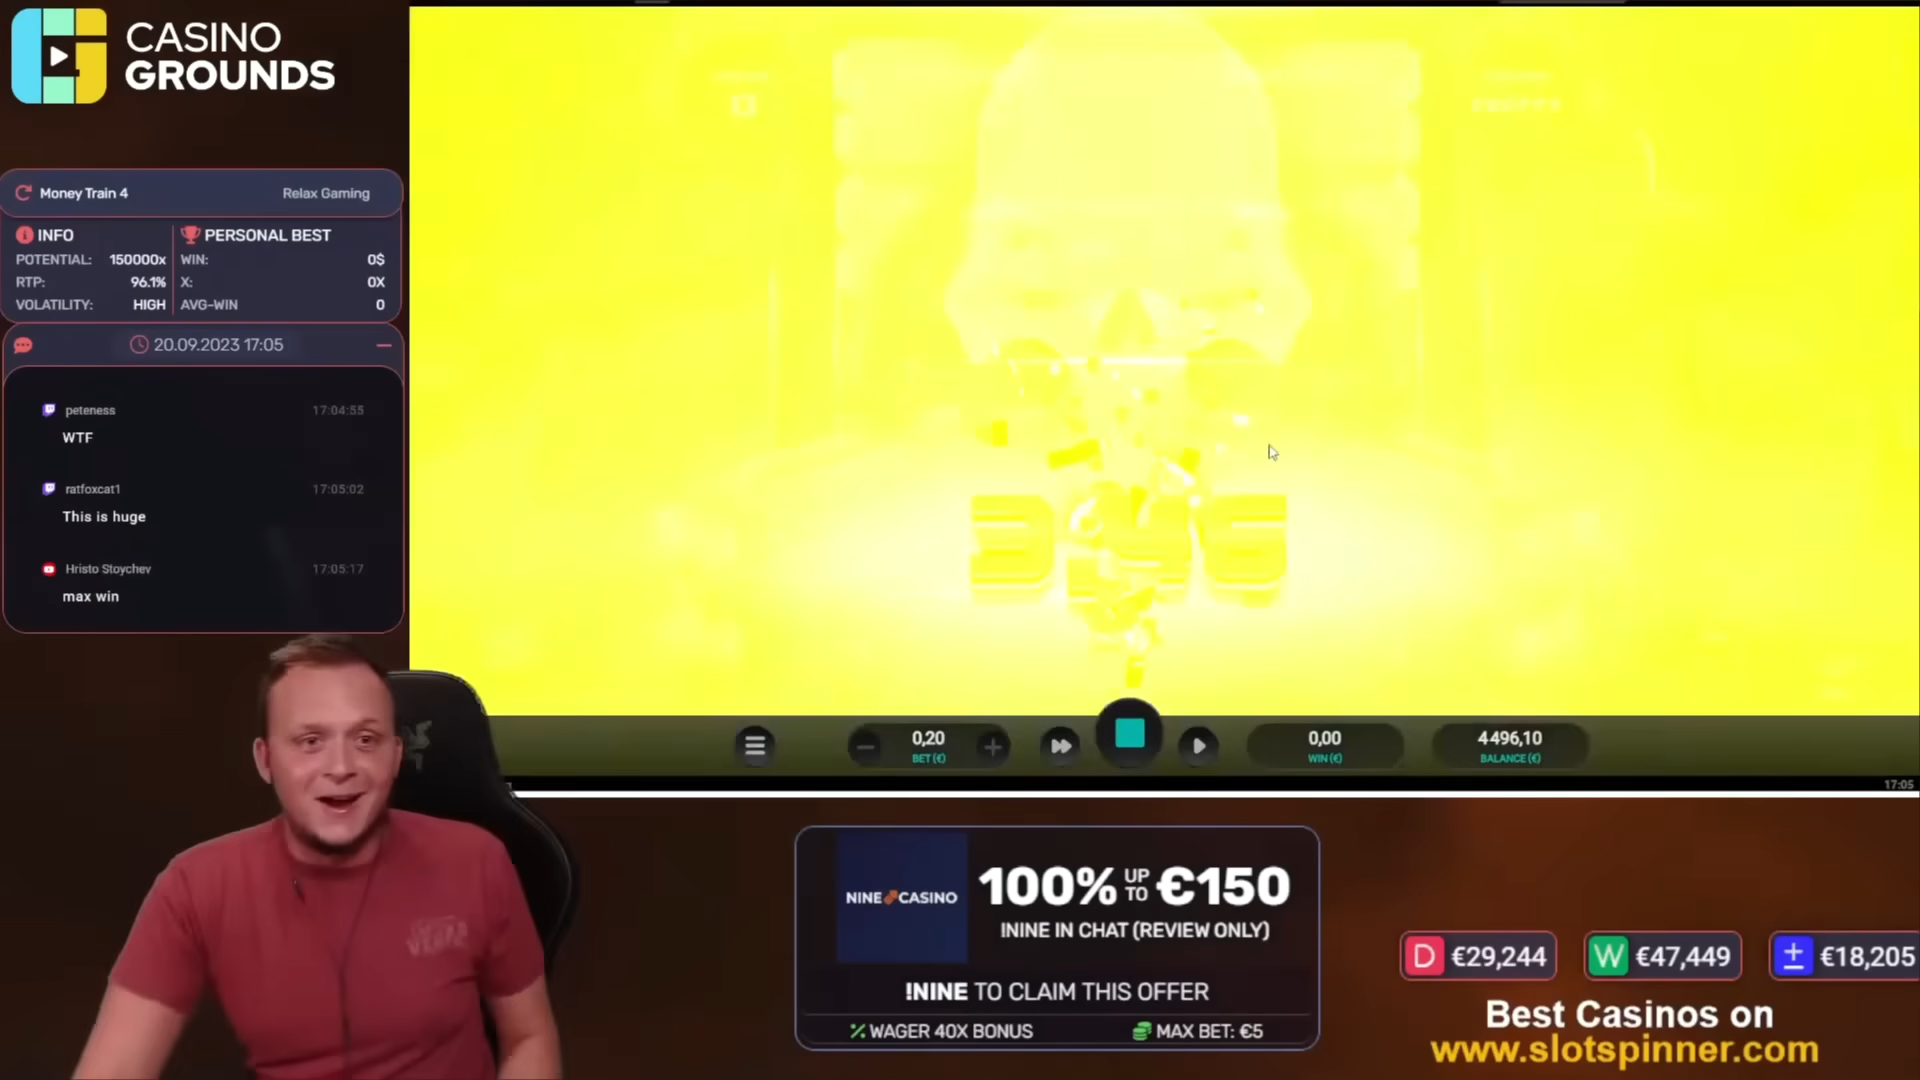 CASINO
GROUNDS
Money Train 4
Relax Gaming
INFO
POTENTIAL: 150000x
RTP: 96.1%
VOLATILITY: HIGH
PERSONAL BEST
WIN: 0$
X: 0X
AVG-WIN 0
20.09.2023 17:05
peteness 17:04:55
WTF
ratfoxcat1 17:05:02
This is huge
Hristo Stoychev 17:05:17
max win
0,20
BET (€)
0,00
WIN (€)
4 496,10
BALANCE (€)
17:05
NINE CASINO
100% UP TO €150
!NINE IN CHAT (REVIEW ONLY)
!NINE TO CLAIM THIS OFFER
WAGER 40X BONUS
MAX BET: €5
D €29,244
W €47,449
± €18,205
Best Casinos on
www.slotspinner.com